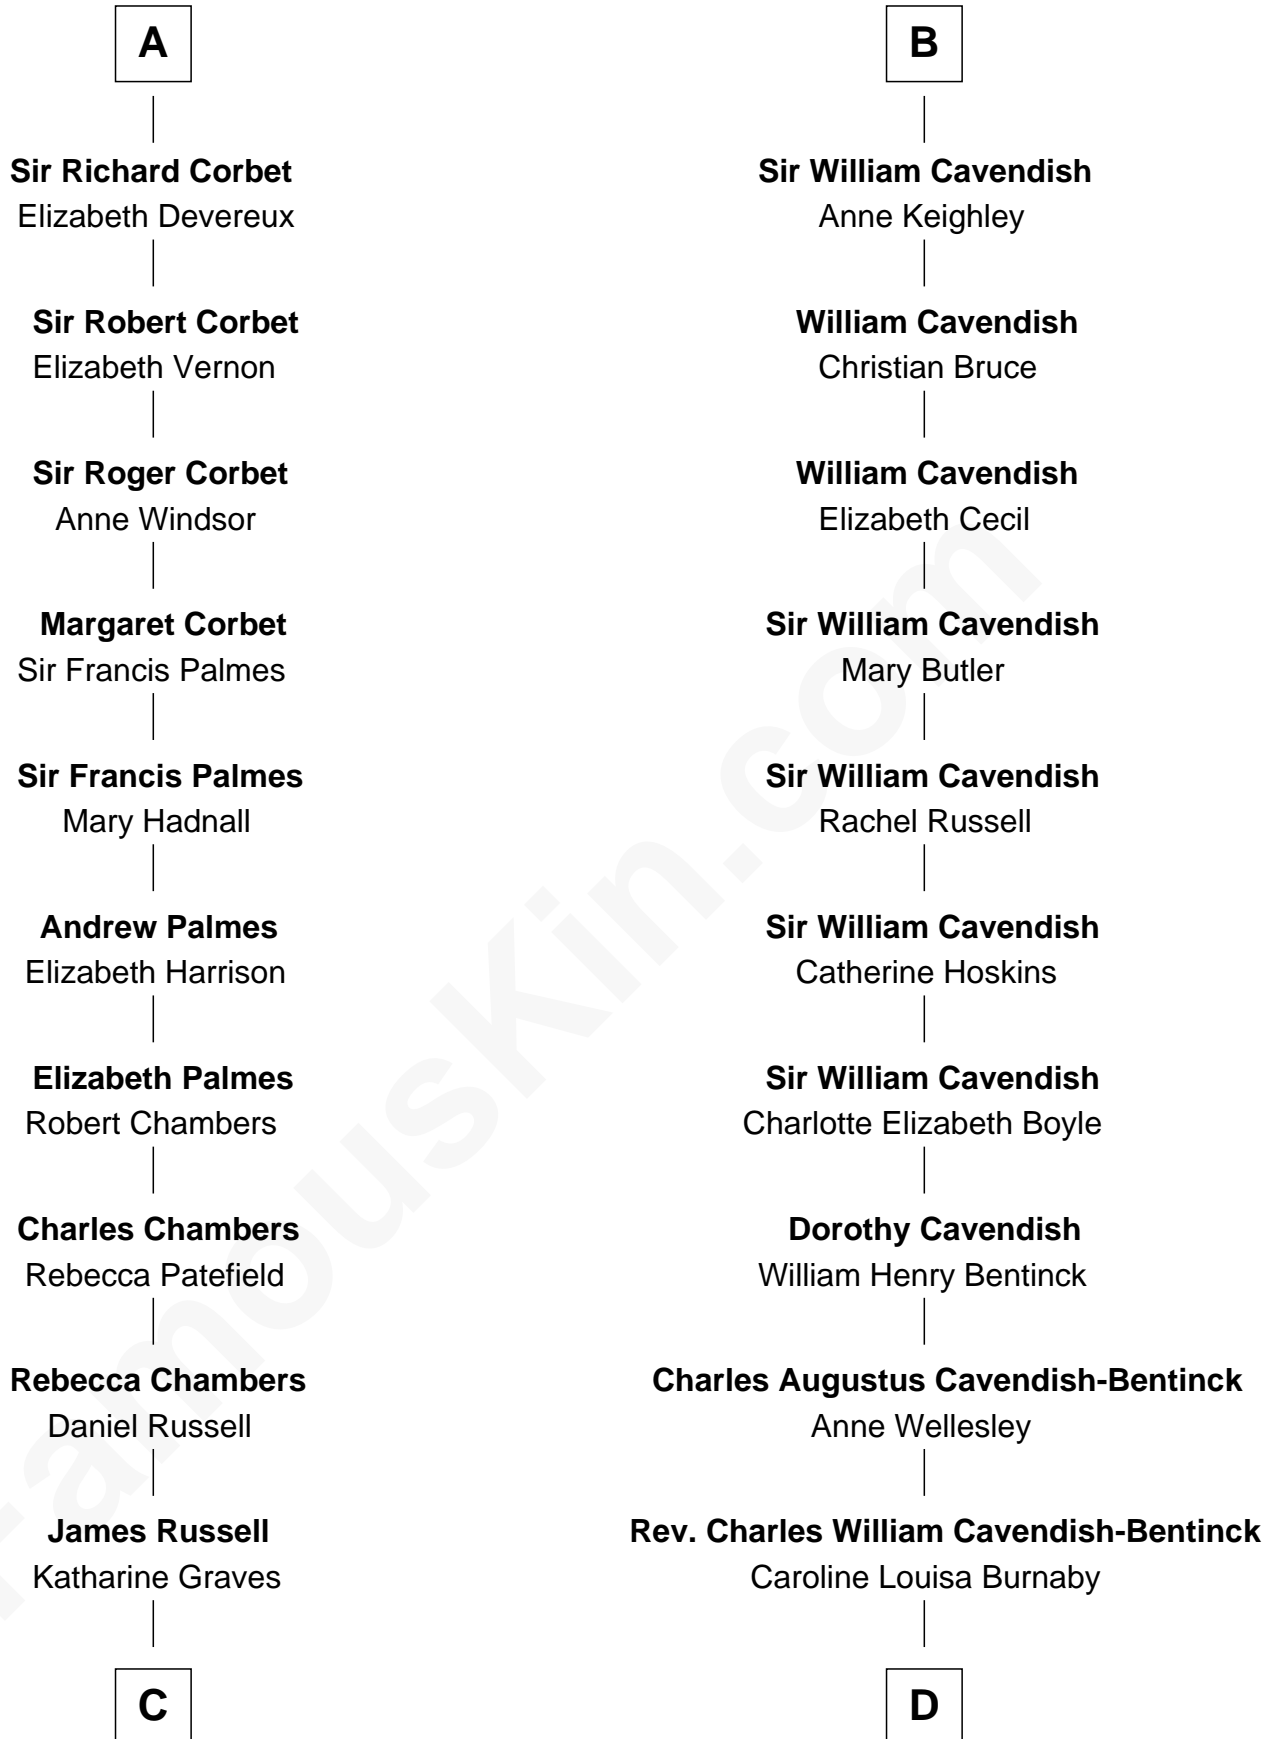 A
Sir Richard Corbet
Elizabeth Devereux
Sir Robert Corbet
Elizabeth Vernon
Sir Roger Corbet
Anne Windsor
Margaret Corbet
Sir Francis Palmes
Sir Francis Palmes
Mary Hadnall
Andrew Palmes
Elizabeth Harrison
Elizabeth Palmes
Robert Chambers
Charles Chambers
Rebecca Patefield
Rebecca Chambers
Daniel Russell
James Russell
Katharine Graves
C
B
Sir William Cavendish
Anne Keighley
William Cavendish
Christian Bruce
William Cavendish
Elizabeth Cecil
Sir William Cavendish
Mary Butler
Sir William Cavendish
Rachel Russell
Sir William Cavendish
Catherine Hoskins
Sir William Cavendish
Charlotte Elizabeth Boyle
Dorothy Cavendish
William Henry Bentinck
Charles Augustus Cavendish-Bentinck
Anne Wellesley
Rev. Charles William Cavendish-Bentinck
Caroline Louisa Burnaby
D
FamousKin.com